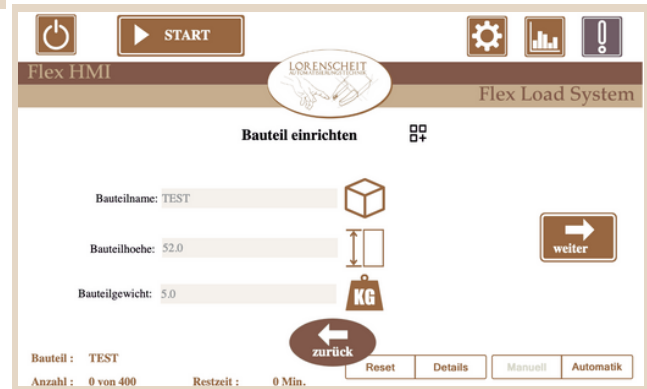 START
Flex HMI
LORENSCHEIT
AUTOMATISIERUNGSTECHNIK
Flex Load System
Bauteil einrichten
Bauteilname: TEST
Bauteilhoehe: 52.0
weiter
Bauteilgewicht: 5.0
KG
zurück
Bauteil : TEST
Reset Details Manuell Automatik
Anzahl : 0 von 400 Restzeit : 0 Min.